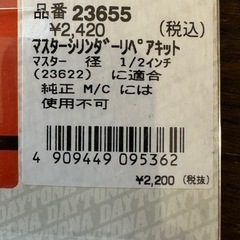 品番 23655
¥2,420 (税込)
マスターシリンダーリペアキット
マスター 径 1/2インチ
(23622) に適合
純正 M/C には
使用不可
4 909449 095362
¥2,200 (税抜)
DAYTONA DAYTONA